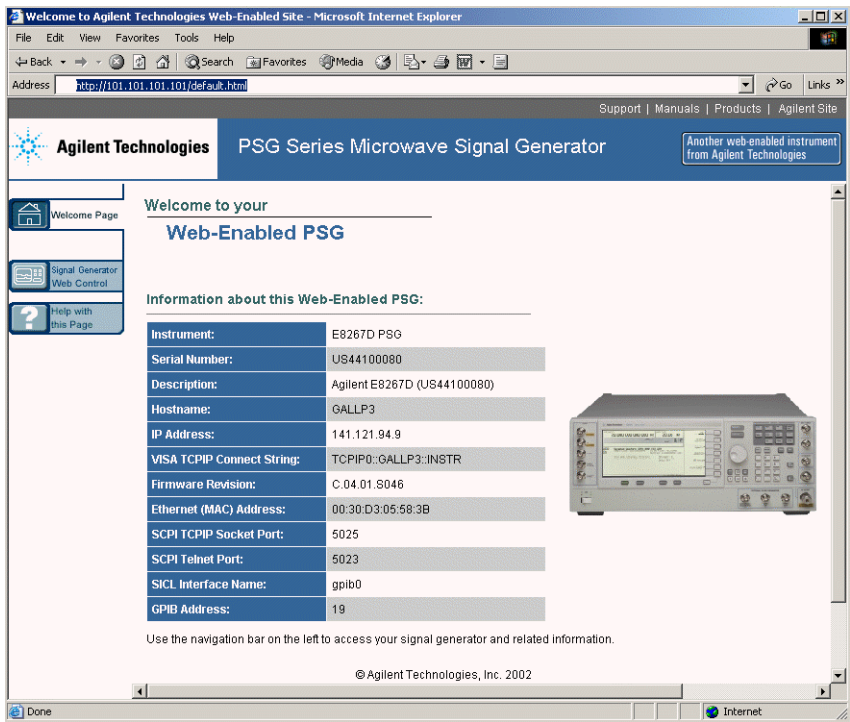 Welcome to Agilent Technologies Web-Enabled Site - Microsoft Internet Explorer
File Edit View Favorites Tools Help
Back Search Favorites Media
Address http://101.101.101.101/default.html Go Links »
Support | Manuals | Products | Agilent Site
Agilent Technologies PSG Series Microwave Signal Generator
Another web-enabled instrument
from Agilent Technologies
Welcome Page
Signal Generator
Web Control
Help with
this Page
Welcome to your
Web-Enabled PSG
Information about this Web-Enabled PSG:
Instrument: E8267D PSG
Serial Number: US44100080
Description: Agilent E8267D (US44100080)
Hostname: GALLP3
IP Address: 141.121.94.9
VISA TCPIP Connect String: TCPIP0::GALLP3::INSTR
Firmware Revision: C.04.01.S046
Ethernet (MAC) Address: 00:30:D3:05:58:3B
SCPI TCPIP Socket Port: 5025
SCPI Telnet Port: 5023
SICL Interface Name: gpib0
GPIB Address: 19
Use the navigation bar on the left to access your signal generator and related information.
© Agilent Technologies, Inc. 2002
Done Internet